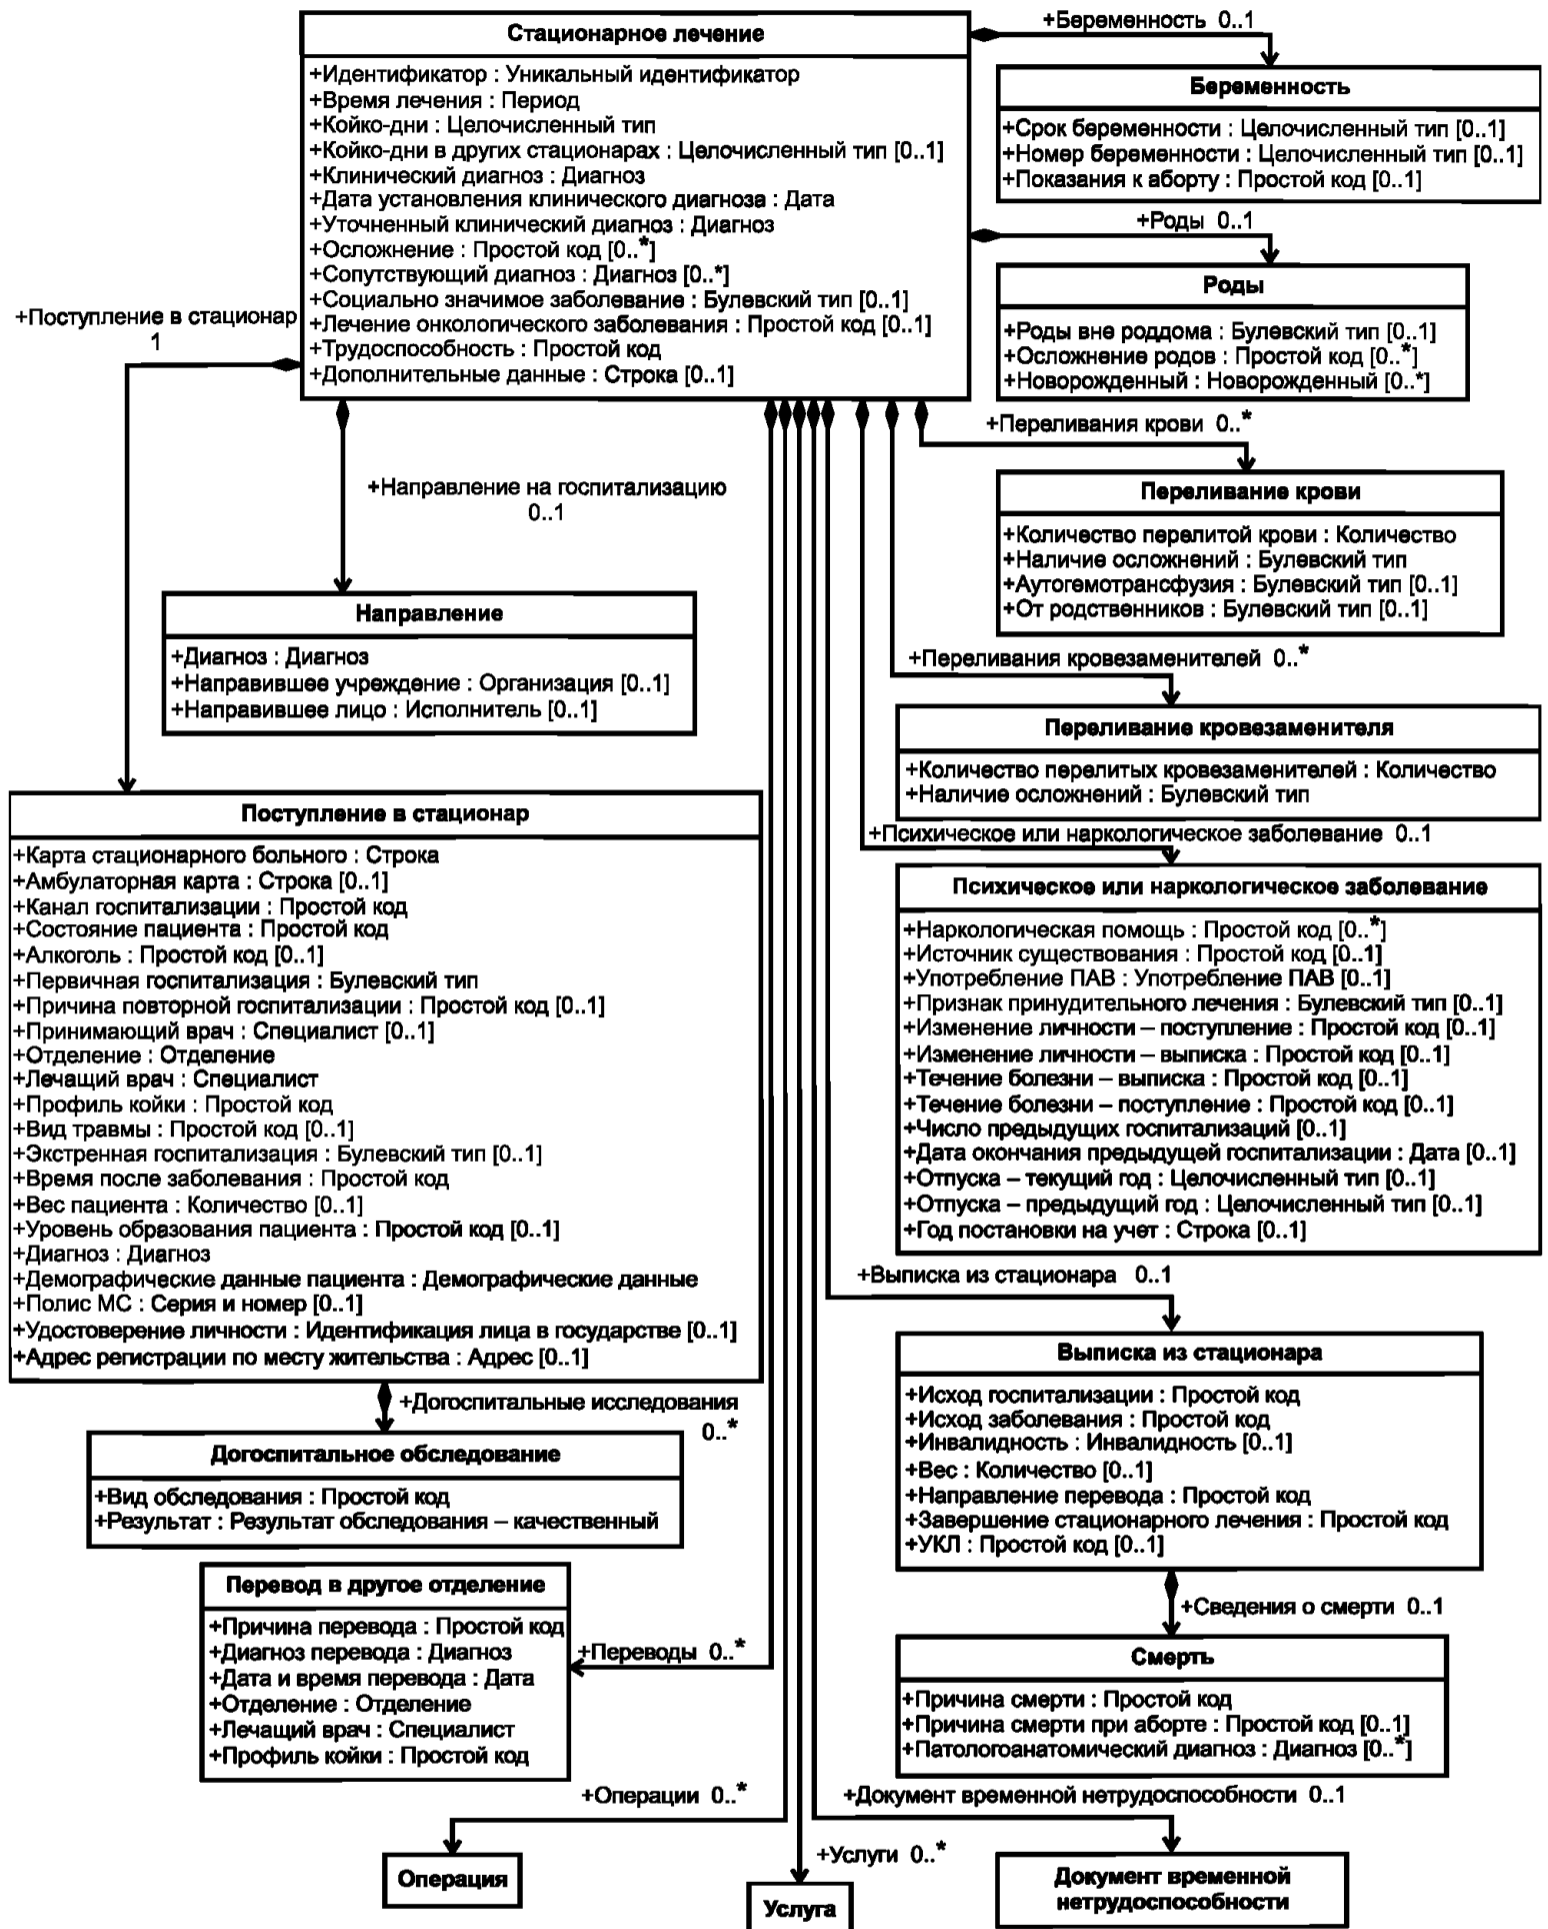 Стационарное лечение
+Идентификатор : Уникальный идентификатор
+Время лечения : Период
+Койко-дни : Целочисленный тип
+Койко-дни в других стационарах : Целочисленный тип [0..1]
+Клинический диагноз : Диагноз
+Дата установления клинического диагноза : Дата
+Уточненный клинический диагноз : Диагноз
+Осложнение : Простой код [0..*]
+Сопутствующий диагноз : Диагноз [0..*]
+Социально значимое заболевание : Булевский тип [0..1]
+Лечение онкологического заболевания : Простой код [0..1]
+Трудоспособность : Простой код
+Дополнительные данные : Строка [0..1]
+Беременность 0..1
Беременность
+Срок беременности : Целочисленный тип [0..1]
+Номер беременности : Целочисленный тип [0..1]
+Показания к аборту : Простой код [0..1]
+Роды 0..1
Роды
+Роды вне роддома : Булевский тип [0..1]
+Осложнение родов : Простой код [0..*]
+Новорожденный : Новорожденный [0..*]
+Поступление в стационар
1
+Переливания крови 0..*
Переливание крови
+Количество перелитой крови : Количество
+Наличие осложнений : Булевский тип
+Аутогемотрансфузия : Булевский тип [0..1]
+От родственников : Булевский тип [0..1]
+Направление на госпитализацию
0..1
Направление
+Диагноз : Диагноз
+Направившее учреждение : Организация [0..1]
+Направившее лицо : Исполнитель [0..1]
+Переливания кровезаменителей 0..*
Переливание кровезаменителя
+Количество перелитых кровезаменителей : Количество
+Наличие осложнений : Булевский тип
Поступление в стационар
+Карта стационарного больного : Строка
+Амбулаторная карта : Строка [0..1]
+Канал госпитализации : Простой код
+Состояние пациента : Простой код
+Алкоголь : Простой код [0..1]
+Первичная госпитализация : Булевский тип
+Причина повторной госпитализации : Простой код [0..1]
+Принимающий врач : Специалист [0..1]
+Отделение : Отделение
+Лечащий врач : Специалист
+Профиль койки : Простой код
+Вид травмы : Простой код [0..1]
+Экстренная госпитализация : Булевский тип [0..1]
+Время после заболевания : Простой код
+Вес пациента : Количество [0..1]
+Уровень образования пациента : Простой код [0..1]
+Диагноз : Диагноз
+Демографические данные пациента : Демографические данные
+Полис МС : Серия и номер [0..1]
+Удостоверение личности : Идентификация лица в государстве [0..1]
+Адрес регистрации по месту жительства : Адрес [0..1]
+Психическое или наркологическое заболевание 0..1
Психическое или наркологическое заболевание
+Наркологическая помощь : Простой код [0..*]
+Источник существования : Простой код [0..1]
+Употребление ПАВ : Употребление ПАВ [0..1]
+Признак принудительного лечения : Булевский тип [0..1]
+Изменение личности – поступление : Простой код [0..1]
+Изменение личности – выписка : Простой код [0..1]
+Течение болезни – выписка : Простой код [0..1]
+Течение болезни – поступление : Простой код [0..1]
+Число предыдущих госпитализаций [0..1]
+Дата окончания предыдущей госпитализации : Дата [0..1]
+Отпуска – текущий год : Целочисленный тип [0..1]
+Отпуска – предыдущий год : Целочисленный тип [0..1]
+Год постановки на учет : Строка [0..1]
+Выписка из стационара 0..1
Выписка из стационара
+Исход госпитализации : Простой код
+Исход заболевания : Простой код
+Инвалидность : Инвалидность [0..1]
+Вес : Количество [0..1]
+Направление перевода : Простой код
+Завершение стационарного лечения : Простой код
+УКЛ : Простой код [0..1]
+Догоспитальные исследования
0..*
Догоспитальное обследование
+Вид обследования : Простой код
+Результат : Результат обследования – качественный
Перевод в другое отделение
+Причина перевода : Простой код
+Диагноз перевода : Диагноз
+Дата и время перевода : Дата
+Отделение : Отделение
+Лечащий врач : Специалист
+Профиль койки : Простой код
+Переводы 0..*
+Сведения о смерти 0..1
Смерть
+Причина смерти : Простой код
+Причина смерти при аборте : Простой код [0..1]
+Патологоанатомический диагноз : Диагноз [0..*]
+Операции 0..*
Операция
+Услуги 0..*
Услуга
+Документ временной нетрудоспособности 0..1
Документ временной
нетрудоспособности